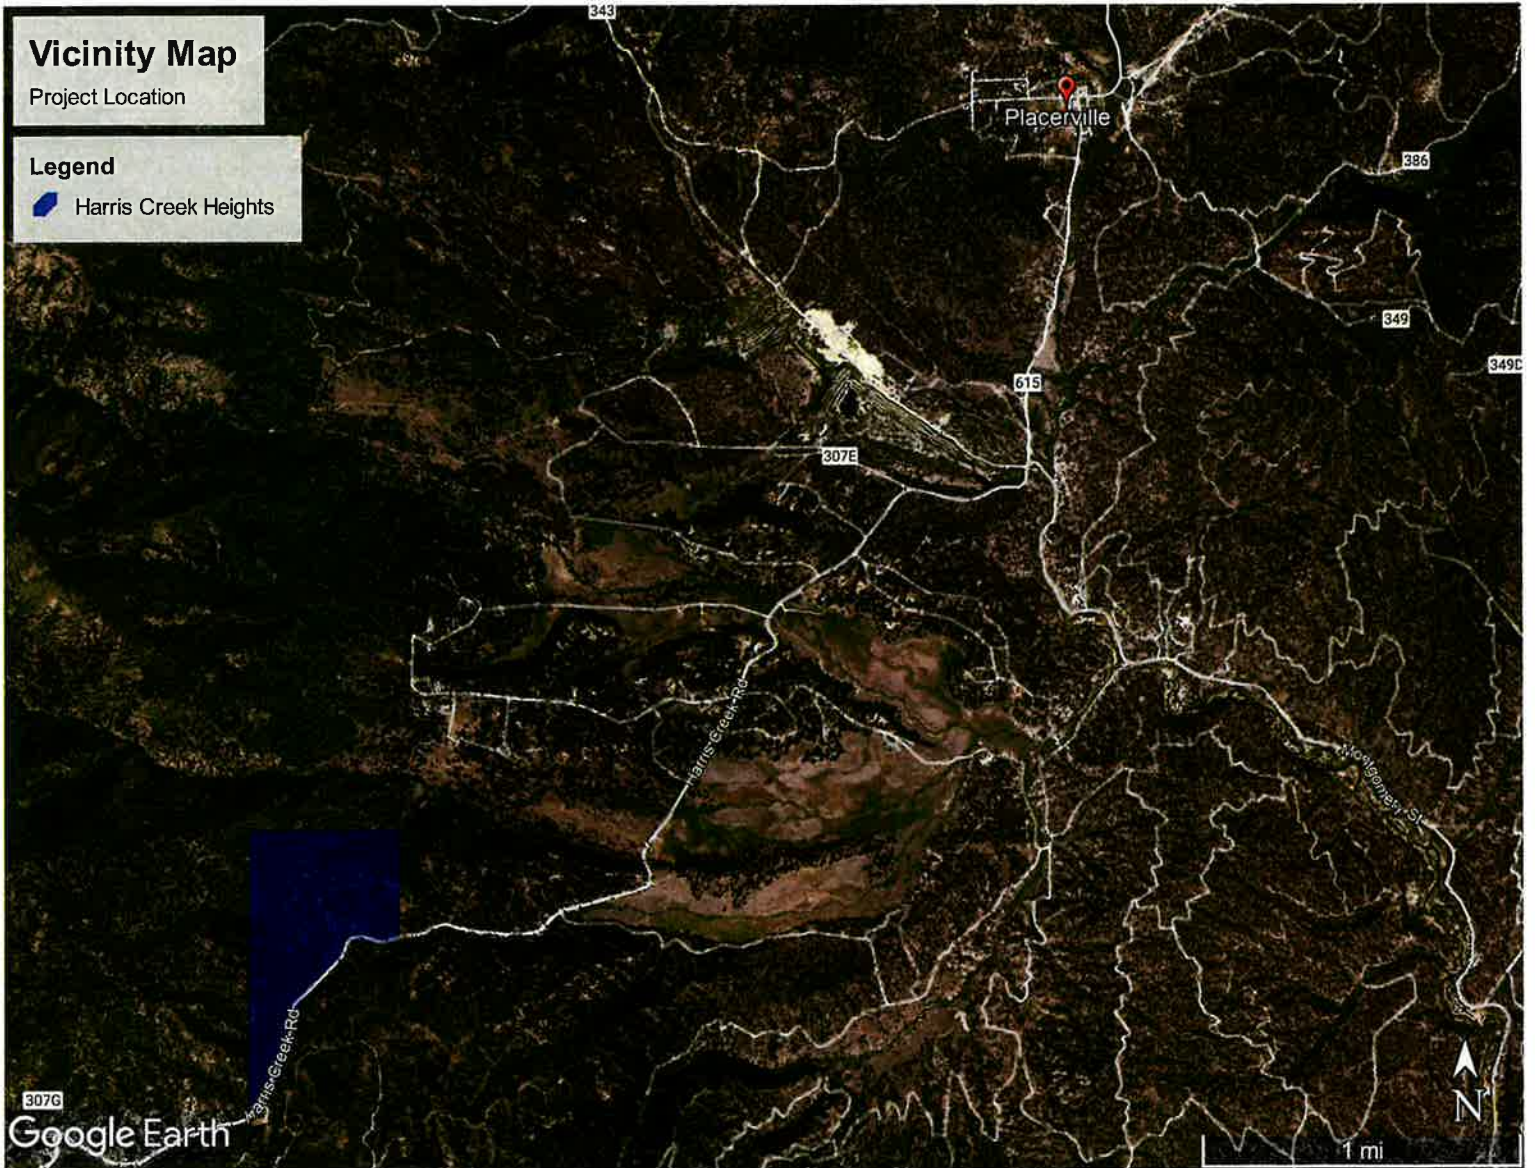 Vicinity Map
Project Location
Legend
Harris Creek Heights
343
Placerville
386
349
349D
615
307E
Harris-Creek-Rd
Montgomery St
Harris-Creek-Rd
307G
Google Earth
N
1 mi